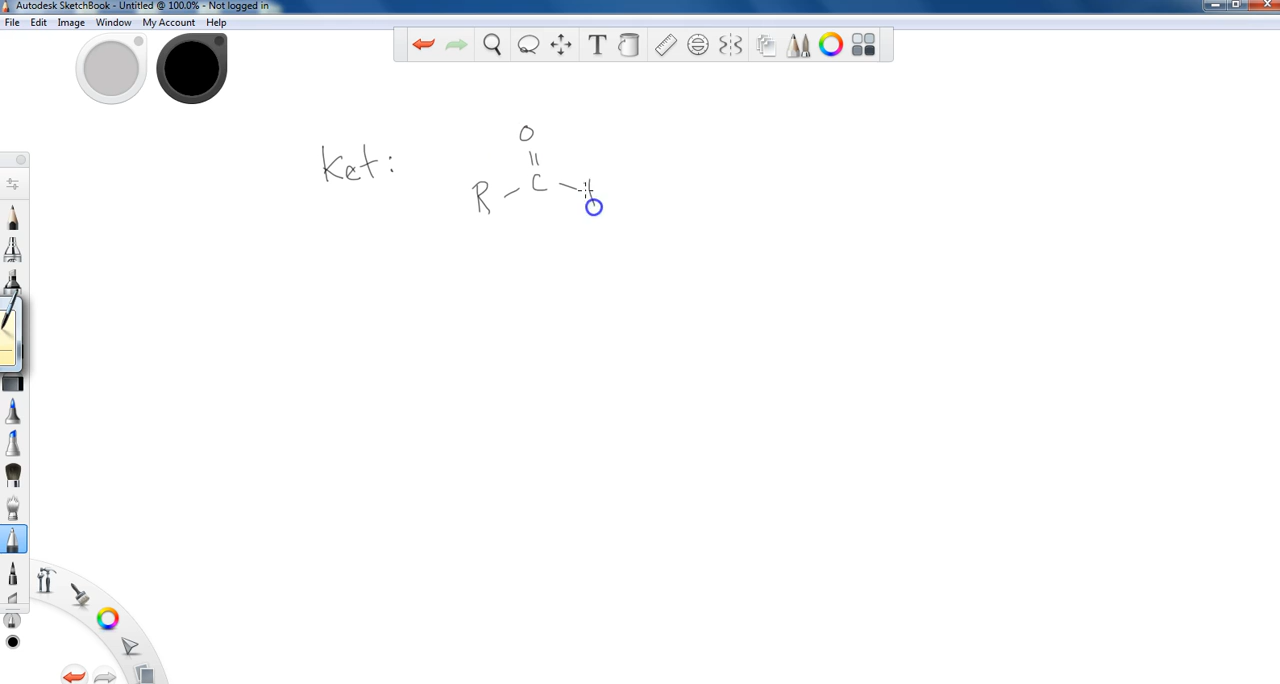 Autodesk SketchBook - Untitled @ 100.0% - Not logged in
File Edit Image Window My Account Help
O
Ket:
R C